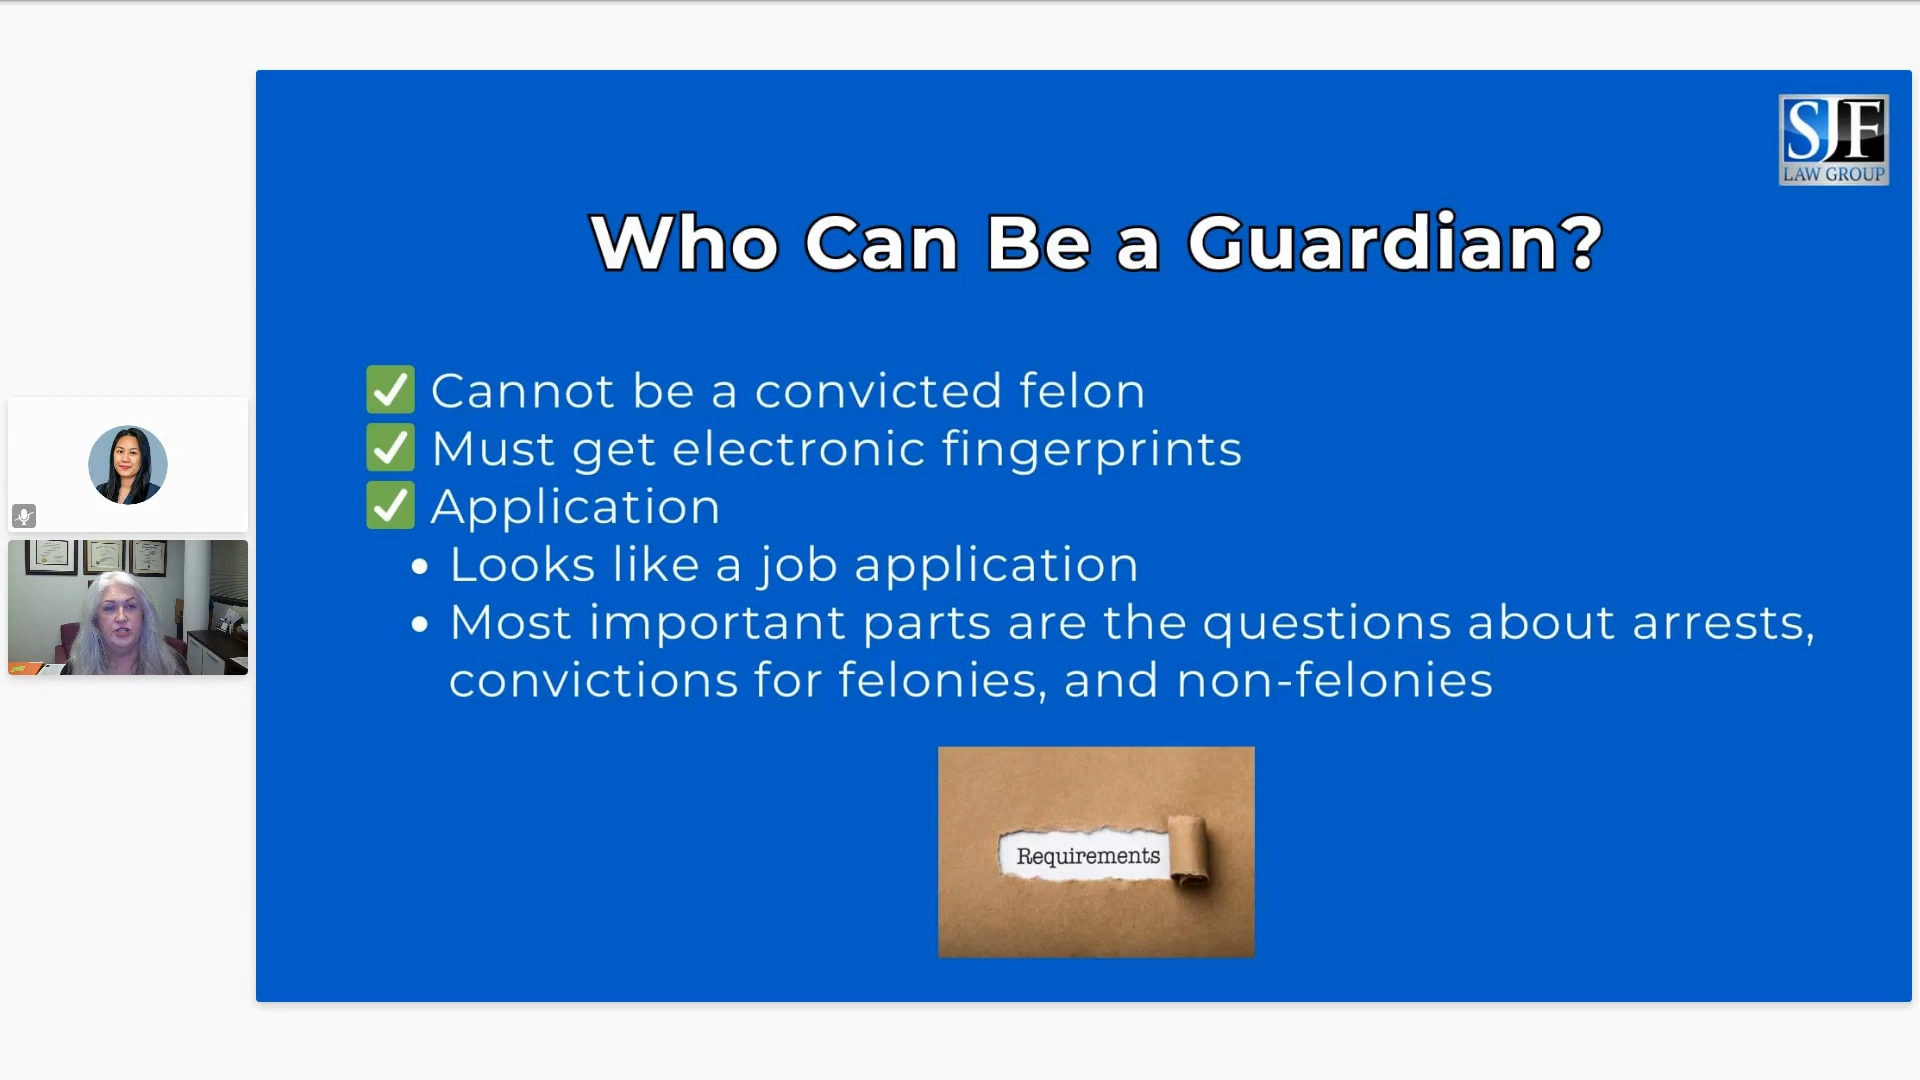 SJF
LAW GROUP
Who Can Be a Guardian?
Cannot be a convicted felon
Must get electronic fingerprints
Application
• Looks like a job application
• Most important parts are the questions about arrests,
convictions for felonies, and non-felonies
Requirements